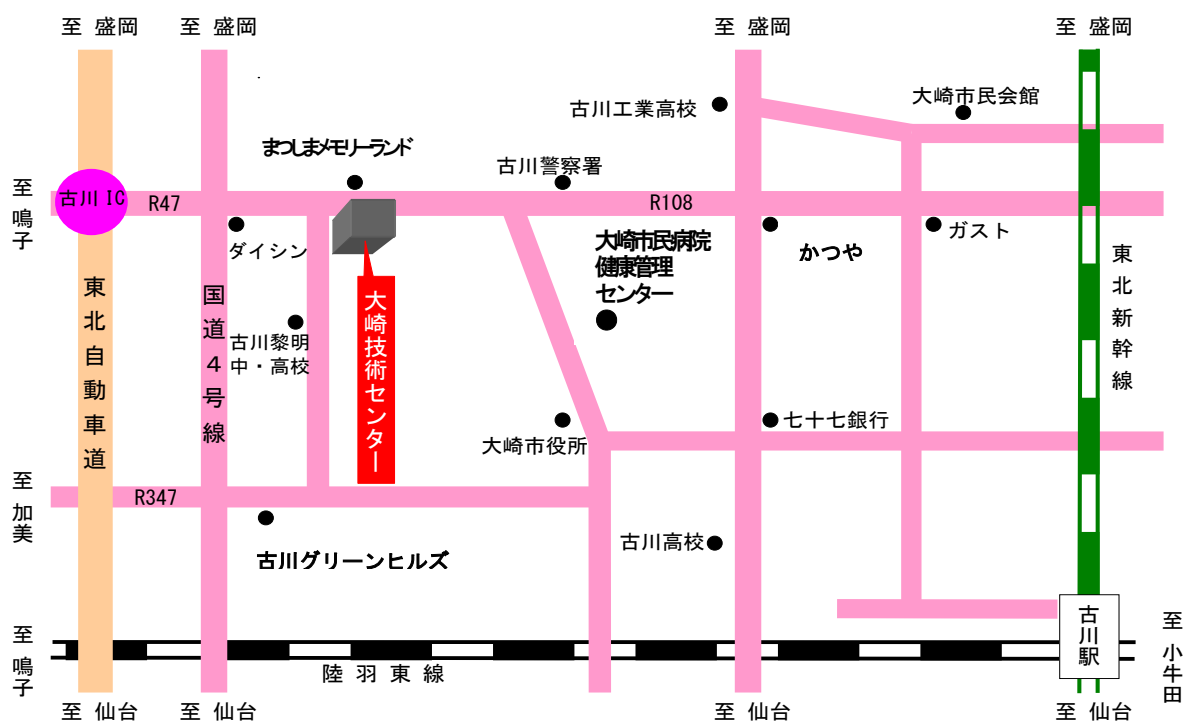 至 盛岡
至 盛岡
至 盛岡
至 盛岡
大崎市民会館
古川工業高校
まつしまメモリーランド
古川警察署
至 鳴子
古川 IC
R47
R108
ダイシン
大崎市民病院
健康管理
センター
かつや
ガスト
東北新幹線
東北自動車道
国道4号線
大崎技術センター
古川黎明
中・高校
大崎市役所
七十七銀行
至 加美
R347
古川高校
古川グリーンヒルズ
古川駅
至 鳴子
至 小牛田
陸羽東線
至 仙台
至 仙台
至 仙台
至 仙台